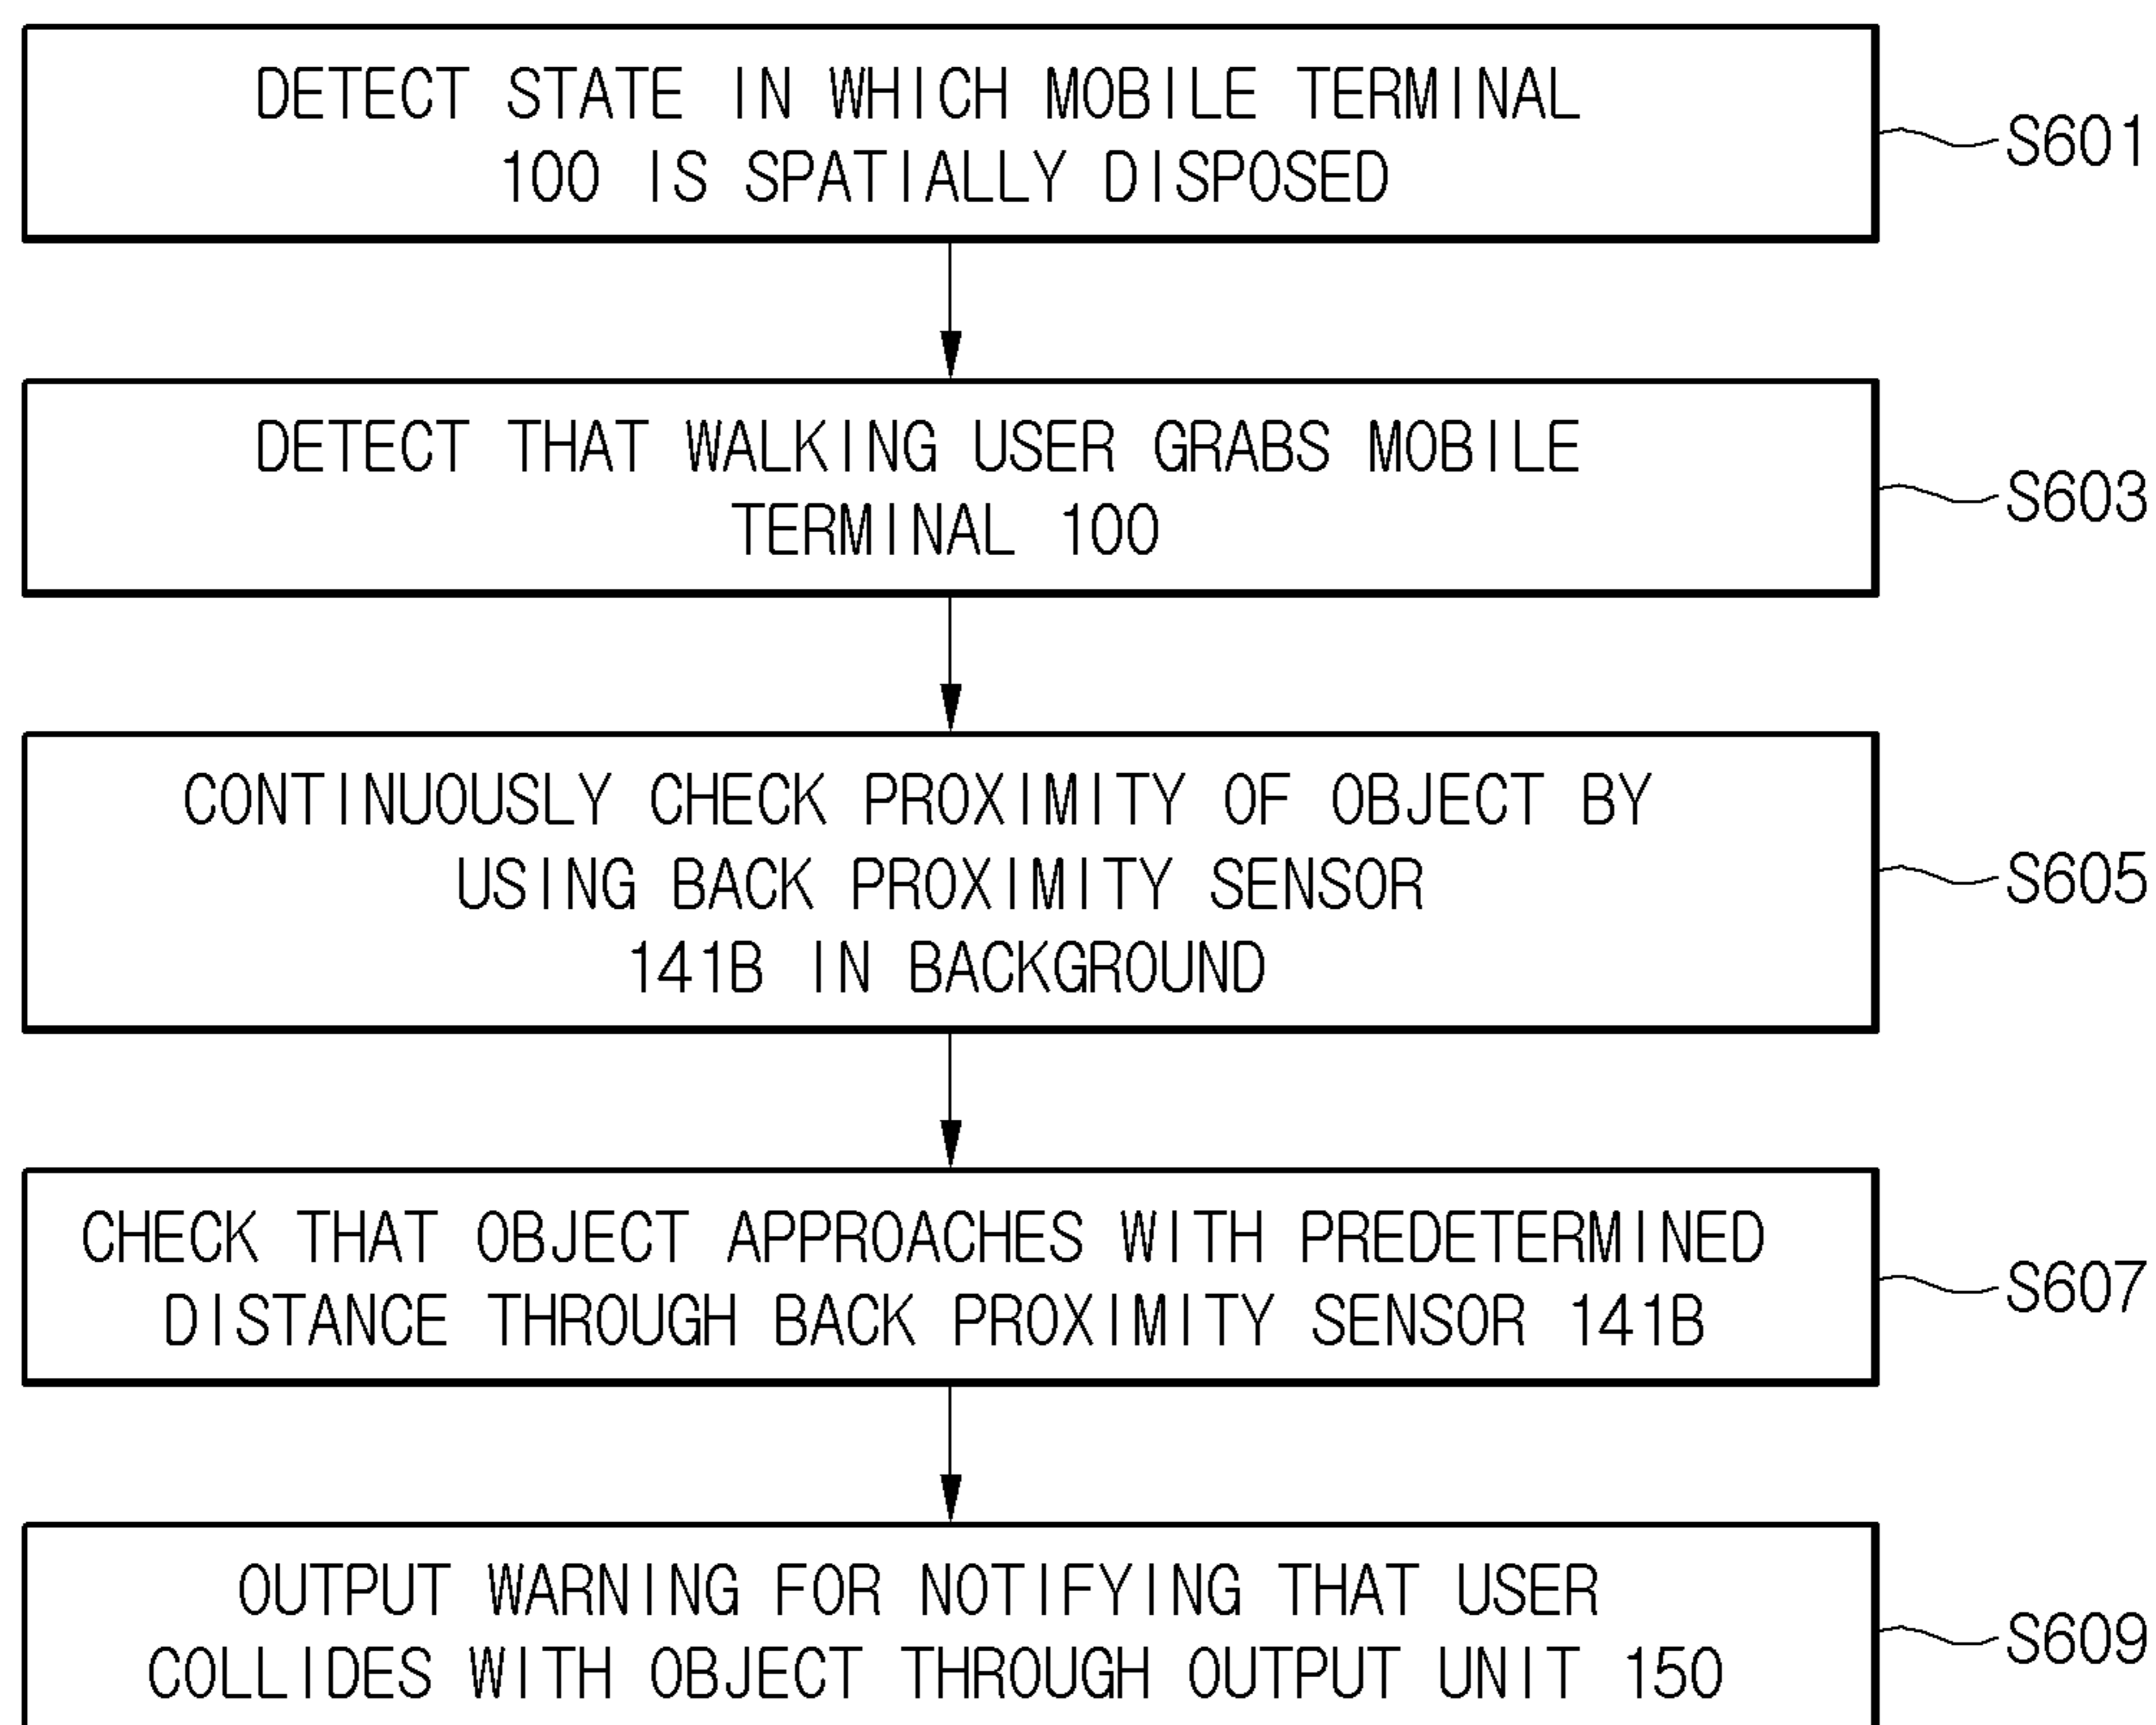 DETECT STATE IN WHICH MOBILE TERMINAL
100 IS SPATIALLY DISPOSED
S601
DETECT THAT WALKING USER GRABS MOBILE
TERMINAL 100
S603
CONTINUOUSLY CHECK PROXIMITY OF OBJECT BY
USING BACK PROXIMITY SENSOR
141B IN BACKGROUND
S605
CHECK THAT OBJECT APPROACHES WITH PREDETERMINED
DISTANCE THROUGH BACK PROXIMITY SENSOR 141B
S607
OUTPUT WARNING FOR NOTIFYING THAT USER
COLLIDES WITH OBJECT THROUGH OUTPUT UNIT 150
S609